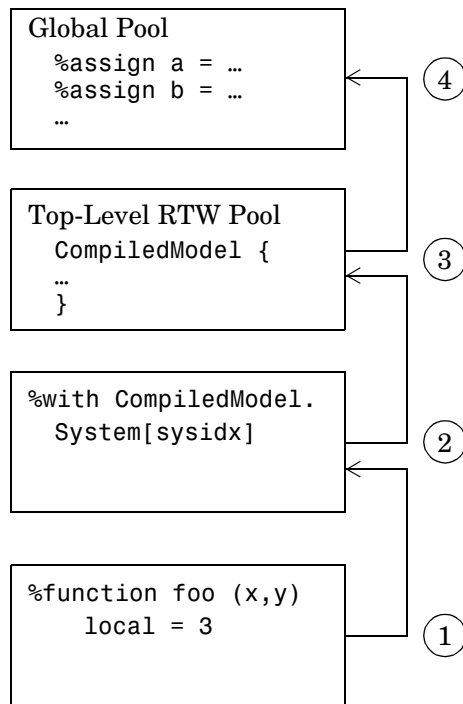 Global Pool
%assign a = …
%assign b = …
…
4
Top-Level RTW Pool
CompiledModel {
…
}
3
%with CompiledModel.
System[sysidx]
2
%function foo (x,y)
local = 3
1